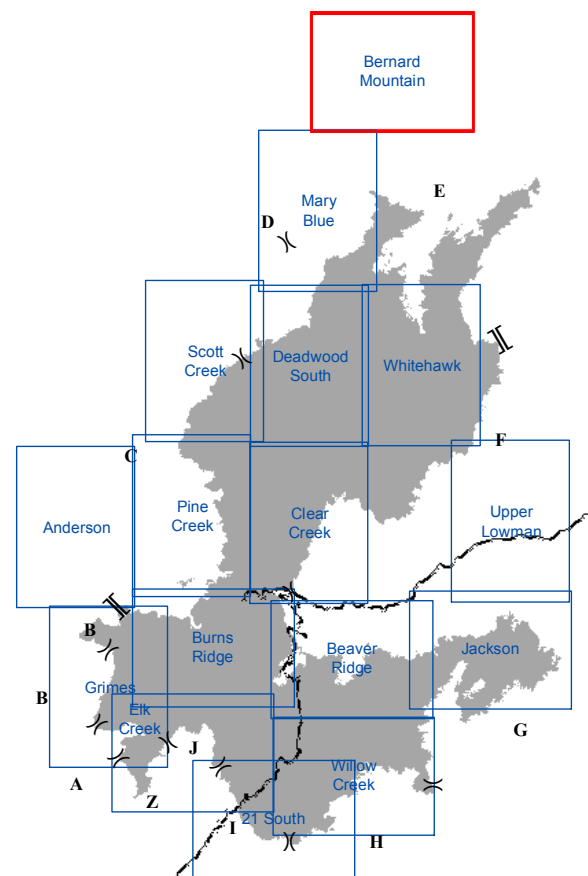 Bernard
Mountain
E
Mary
Blue
D
Scott
Creek
Deadwood
South
Whitehawk
][
F
C
Anderson
Pine
Creek
Clear
Creek
Upper
Lowman
][
B
Burns
Ridge
Beaver
Ridge
Jackson
B
Grimes
Elk
Creek
G
J
A
Z
Willow
Creek
I
21 South
H